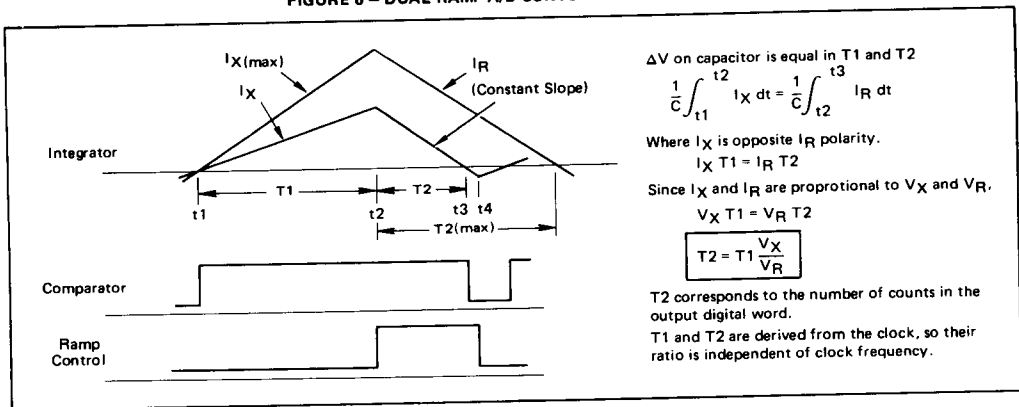 FIGURE 6 – DUAL RAMP A/D CONV
IX(max)
IR
(Constant Slope)
IX
Integrator
T1
T2
t1
t2
t3
t4
T2(max)
Comparator
Ramp
Control
ΔV on capacitor is equal in T1 and T2
1/C ∫t1^t2 IX dt = 1/C ∫t2^t3 IR dt
Where IX is opposite IR polarity.
IX T1 = IR T2
Since IX and IR are proprotional to VX and VR,
VX T1 = VR T2
T2 = T1 VX/VR
T2 corresponds to the number of counts in the
output digital word.
T1 and T2 are derived from the clock, so their
ratio is independent of clock frequency.